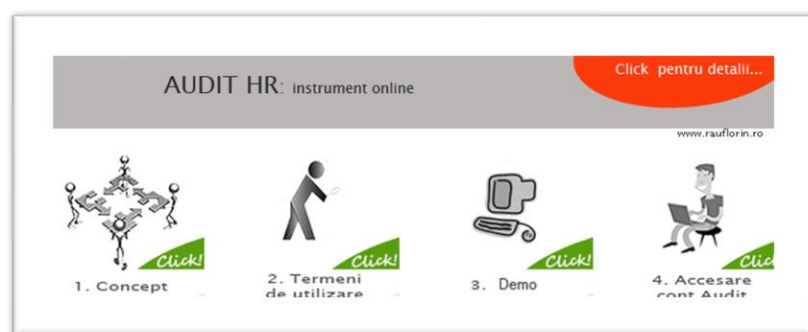 AUDIT HR: instrument online
Click pentru detalii...
www.rauflorin.ro
Click!
1. Concept
Click!
2. Termeni
de utilizare
Click!
3. Demo
Click
4. Accesare
cont Audit